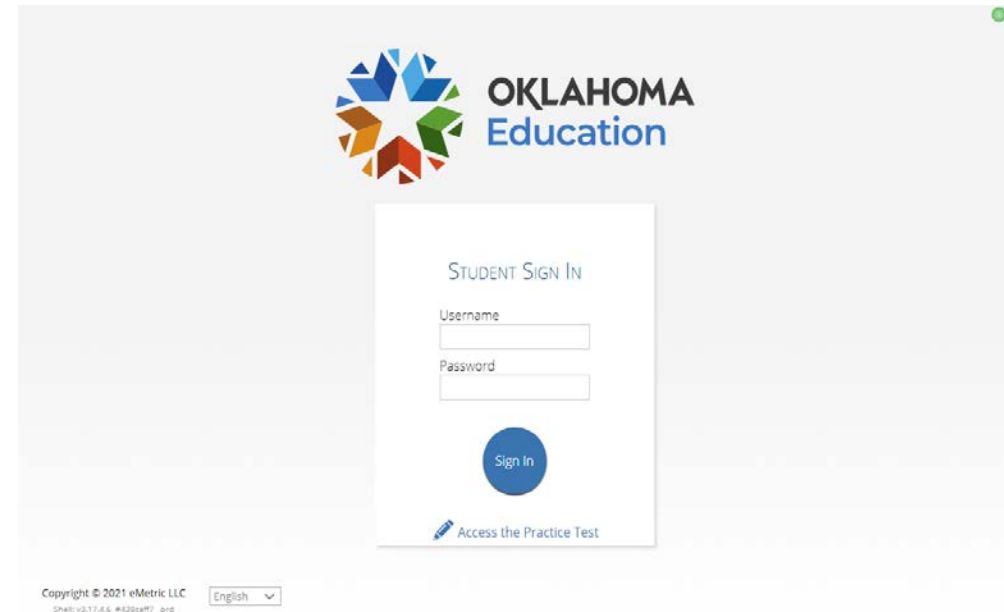 OKLAHOMA
Education
STUDENT SIGN IN
Username
Password
Sign In
Access the Practice Test
Copyright © 2021 eMetric LLC
English